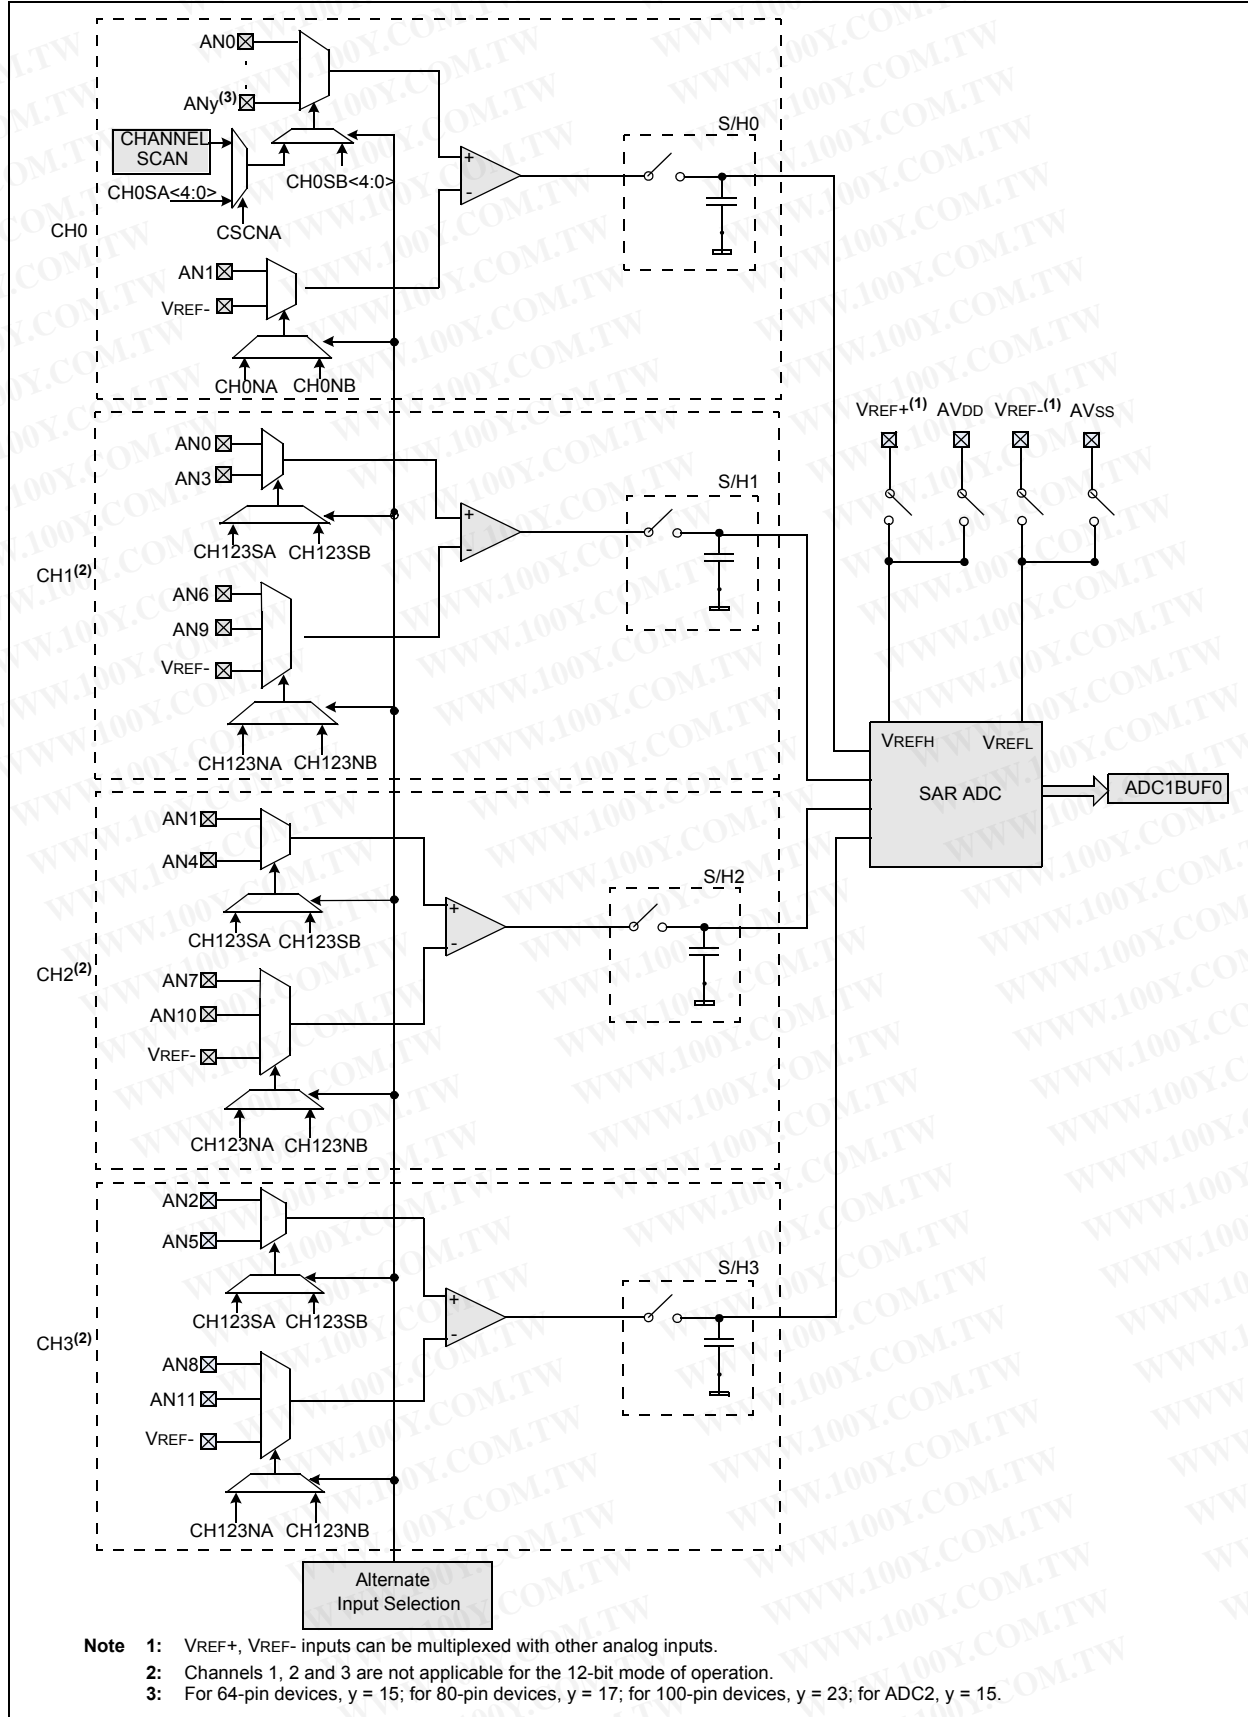 AN0
ANy(3)
CHANNEL
SCAN
CH0SA<4:0>
CH0SB<4:0>
CSCNA
CH0
AN1
VREF-
CH0NA CH0NB
+
-
S/H0
AN0
AN3
CH123SA CH123SB
CH1(2)
AN6
AN9
VREF-
CH123NA CH123NB
+
-
S/H1
VREF+(1) AVDD VREF-(1) AVSS
VREFH VREFL
SAR ADC
ADC1BUF0
AN1
AN4
CH123SA CH123SB
CH2(2)
AN7
AN10
VREF-
CH123NA CH123NB
+
-
S/H2
AN2
AN5
CH123SA CH123SB
CH3(2)
AN8
AN11
VREF-
CH123NA CH123NB
+
-
S/H3
Alternate
Input Selection
Note 1: VREF+, VREF- inputs can be multiplexed with other analog inputs.
2: Channels 1, 2 and 3 are not applicable for the 12-bit mode of operation.
3: For 64-pin devices, y = 15; for 80-pin devices, y = 17; for 100-pin devices, y = 23; for ADC2, y = 15.
WWW.100Y.COM.TW